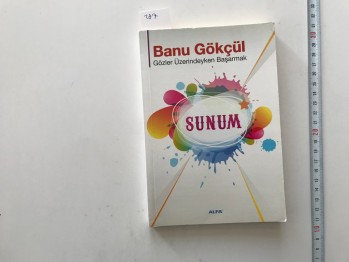 Banu Gökçül
Gözler Üzerindeyken Başarmak
SUNUM
ALFA